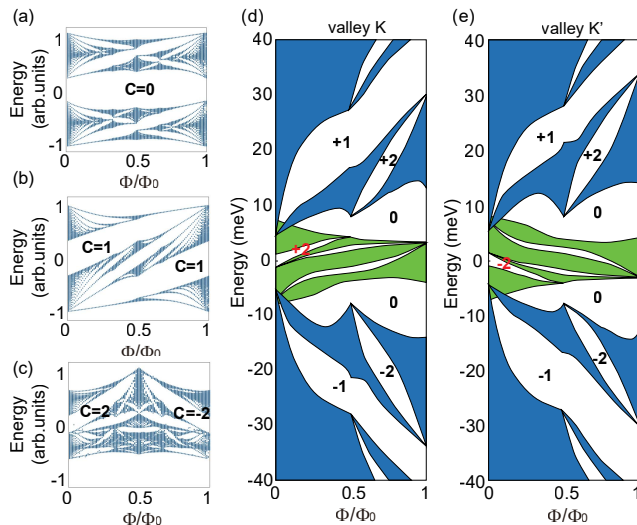 (a)
Energy
(arb.units)
1
0
-1
C=0
0
0.5
1
Φ/Φ0
(b)
Energy
(arb.units)
1
0
-1
C=1
C=1
0
0.5
1
Φ/Φ0
(c)
Energy
(arb.units)
1
0
-1
C=2
C=-2
0
0.5
1
Φ/Φ0
(d)
valley K
Energy (meV)
40
30
20
10
0
-10
-20
-30
-40
+1
+2
0
+2
0
-1
-2
0
0.5
1
Φ/Φ0
(e)
valley K’
Energy (meV)
40
30
20
10
0
-10
-20
-30
-40
+1
+2
0
-2
0
-1
-2
0
0.5
1
Φ/Φ0